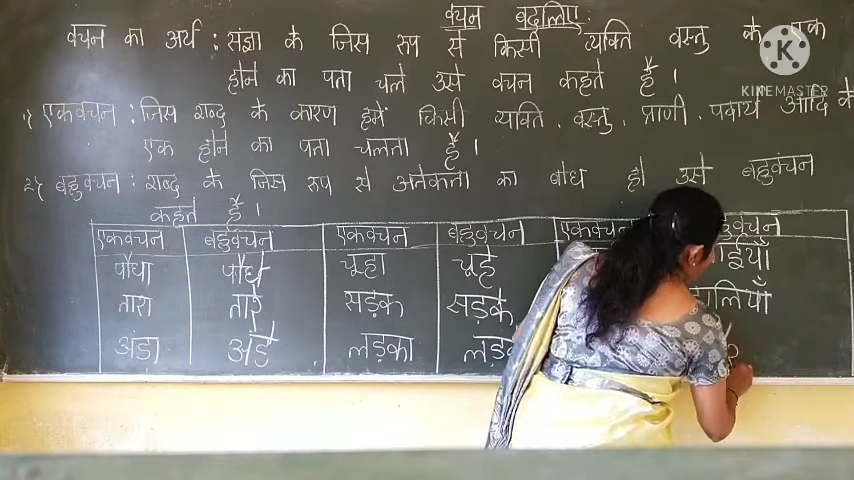 वचन बदलिए:
वचन का अर्थ : संज्ञा के जिस रूप से किसी व्यक्ति वस्तु के एक
होने का पता चले उसे वचन कहते हैं।
१) एकवचन : जिस शब्द के कारण हमें किसी व्यक्ति, वस्तु, प्राणी, पदार्थ आदि के
एक होने का पता चलता हैं।
२) बहुवचन : शब्द के जिस रूप से अनेकता का बोध हो उसे बहुवचन
कहते हैं।
एकवचन बहुवचन एकवचन बहुवचन एकवचन
पौधा पौधे चूहा चूहे
तारा तारे सड़क सड़के
अंडा अंडे लड़का
KINEMASTER